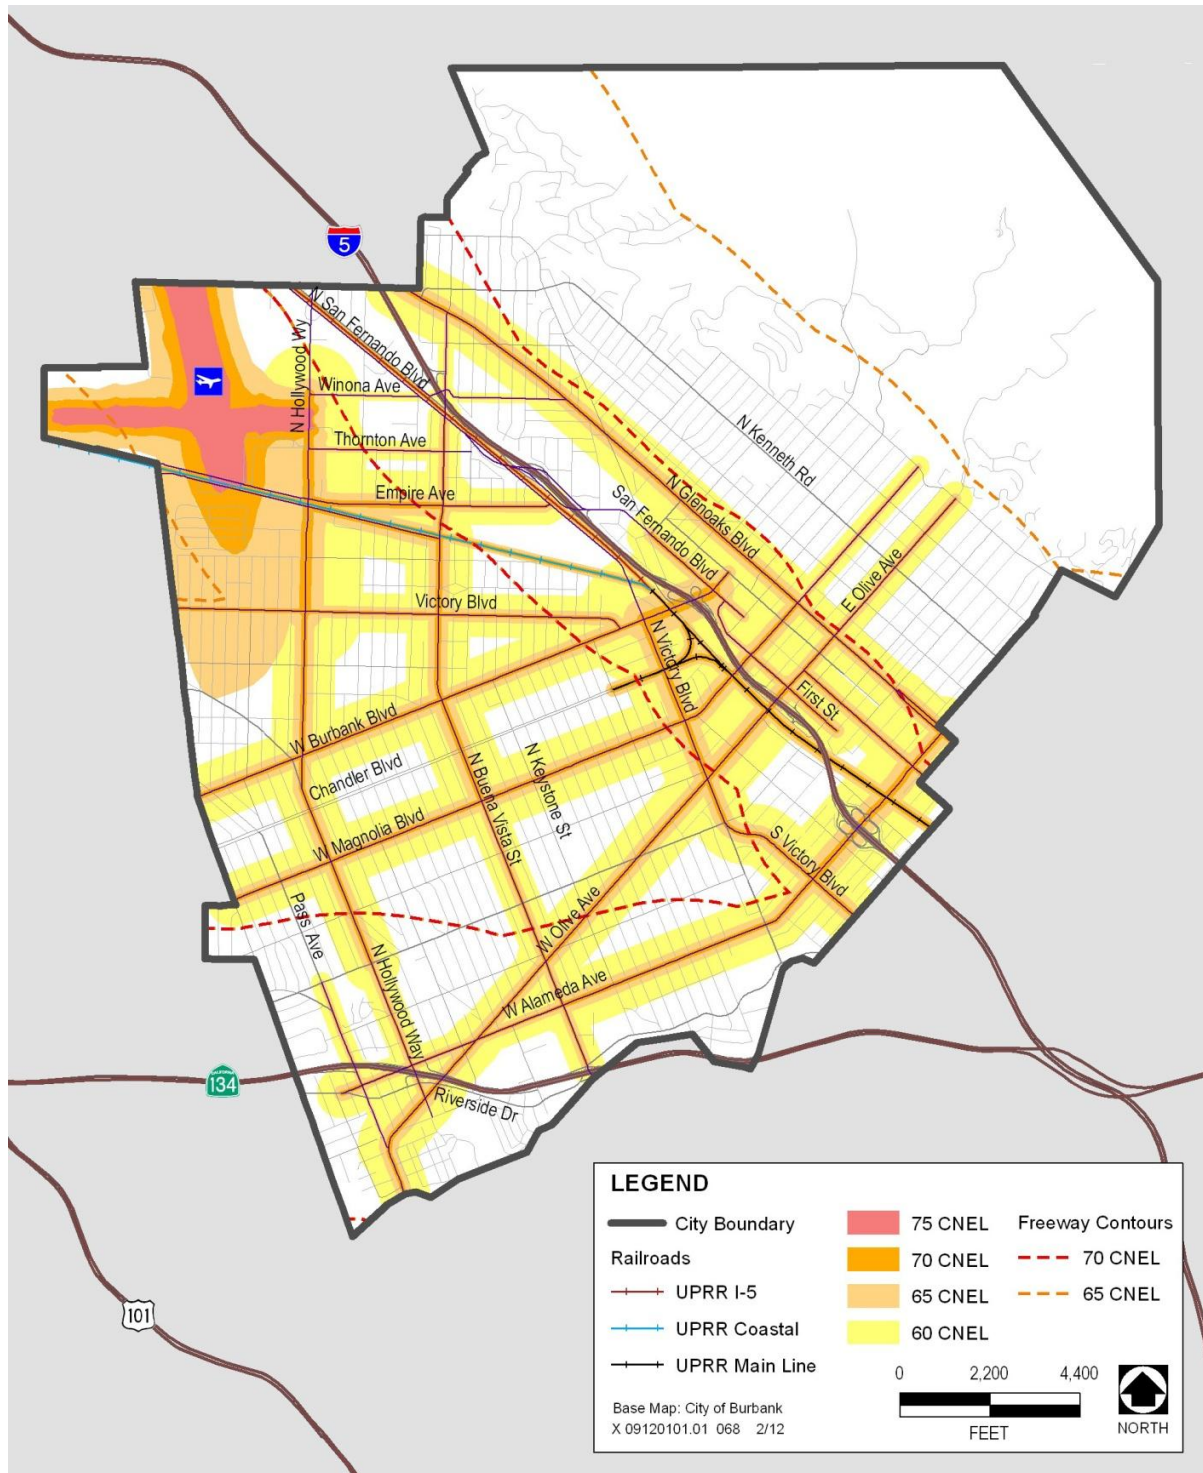 5
N San Fernando Blvd
N Hollywood Wy
Winona Ave
Thornton Ave
Empire Ave
N Kenneth Rd
N Glenoaks Blvd
San Fernando Blvd
E Olive Ave
Victory Blvd
N Victory Blvd
First St
W Burbank Blvd
Chandler Blvd
N Buena Vista St
N Keystone St
W Magnolia Blvd
S Victory Blvd
Pass Ave
W Olive Ave
N Hollywood Way
W Alameda Ave
CALIFORNIA
134
Riverside Dr
101
LEGEND
City Boundary
Railroads
UPRR I-5
UPRR Coastal
UPRR Main Line
75 CNEL
70 CNEL
65 CNEL
60 CNEL
Freeway Contours
70 CNEL
65 CNEL
0 2,200 4,400
FEET
NORTH
Base Map: City of Burbank
X 09120101.01 068 2/12